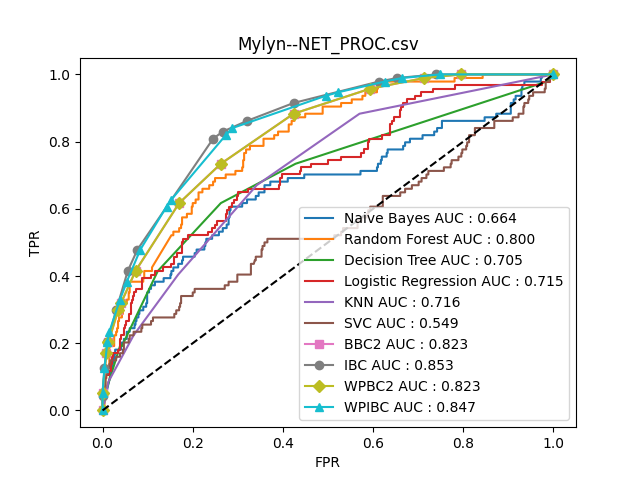 Mylyn--NET_PROC.csv
TPR
1.0
0.8
0.6
0.4
0.2
0.0
Naive Bayes AUC : 0.664
Random Forest AUC : 0.800
Decision Tree AUC : 0.705
Logistic Regression AUC : 0.715
KNN AUC : 0.716
SVC AUC : 0.549
BBC2 AUC : 0.823
IBC AUC : 0.853
WPBC2 AUC : 0.823
WPIBC AUC : 0.847
0.0 0.2 0.4 0.6 0.8 1.0
FPR